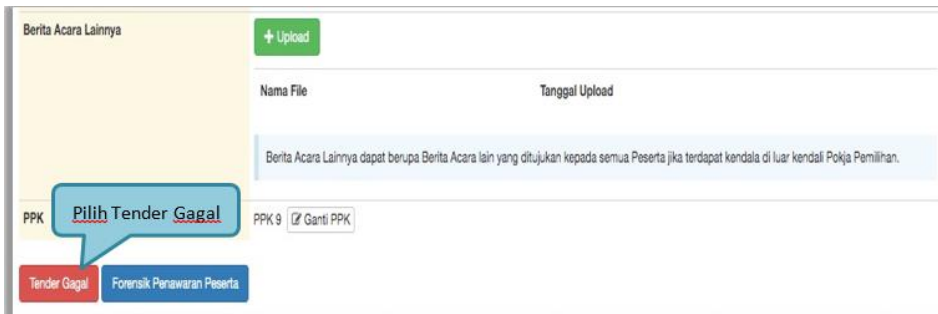 Berita Acara Lainnya
+ Upload
Nama File Tanggal Upload
Berita Acara Lainnya dapat berupa Berita Acara lain yang ditujukan kepada semua Peserta jika terdapat kendala di luar kendali Pokja Pemilihan.
PPK PPK 9 Ganti PPK
Pilih Tender Gagal
Tender Gagal Forensik Penawaran Peserta